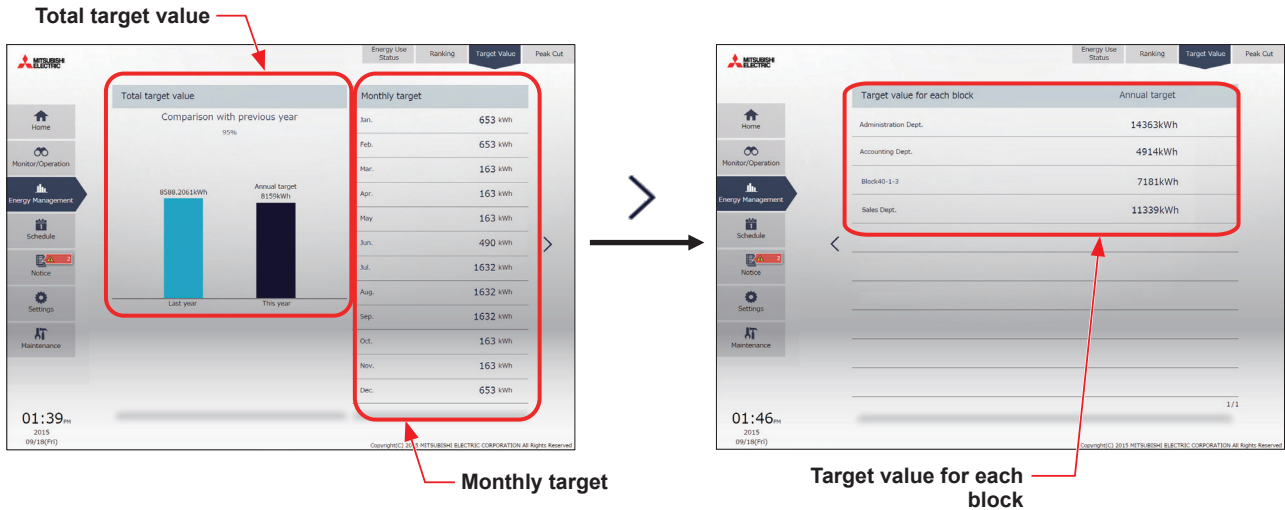 Total target value
MITSUBISHI
ELECTRIC
Energy Use
Status
Ranking
Target Value
Peak Cut
Home
Monitor/Operation
Energy Management
Schedule
Notice
2
Settings
Maintenance
01:39PM
2015
09/18(Fri)
Total target value
Comparison with previous year
95%
8588.2061kWh
Annual target
8159kWh
Last year
This year
Monthly target
Jan. 653 kWh
Feb. 653 kWh
Mar. 163 kWh
Apr. 163 kWh
May 163 kWh
Jun. 490 kWh
Jul. 1632 kWh
Aug. 1632 kWh
Sep. 1632 kWh
Oct. 163 kWh
Nov. 163 kWh
Dec. 653 kWh
>
Copyright(C) 2015 MITSUBISHI ELECTRIC CORPORATION All Rights Reserved
Monthly target
>
MITSUBISHI
ELECTRIC
Energy Use
Status
Ranking
Target Value
Peak Cut
Home
Monitor/Operation
Energy Management
Schedule
Notice
2
Settings
Maintenance
01:46PM
2015
09/18(Fri)
Target value for each block Annual target
Administration Dept. 14363kWh
Accounting Dept. 4914kWh
Block40-1-3 7181kWh
Sales Dept. 11339kWh
<
1/1
Copyright(C) 2015 MITSUBISHI ELECTRIC CORPORATION All Rights Reserved
Target value for each
block